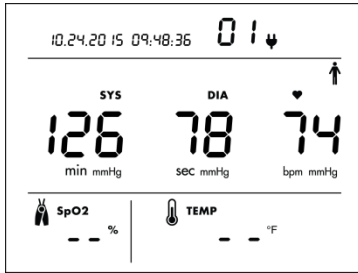 10.24.2015 09:48:36 01
SYS DIA
126 78 74
min mmHg sec mmHg bpm mmHg
SpO2 TEMP
-- % -- °F